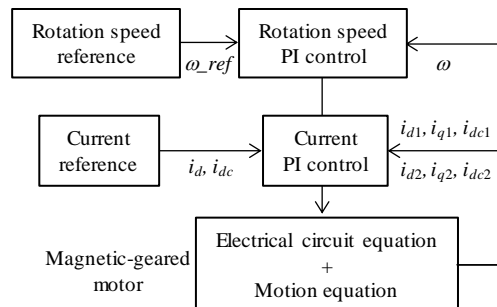 Rotation speed
reference
ω_ref
Rotation speed
PI control
ω
Current
reference
i_d, i_dc
Current
PI control
i_d1, i_q1, i_dc1
i_d2, i_q2, i_dc2
Magnetic-geared
motor
Electrical circuit equation
+
Motion equation